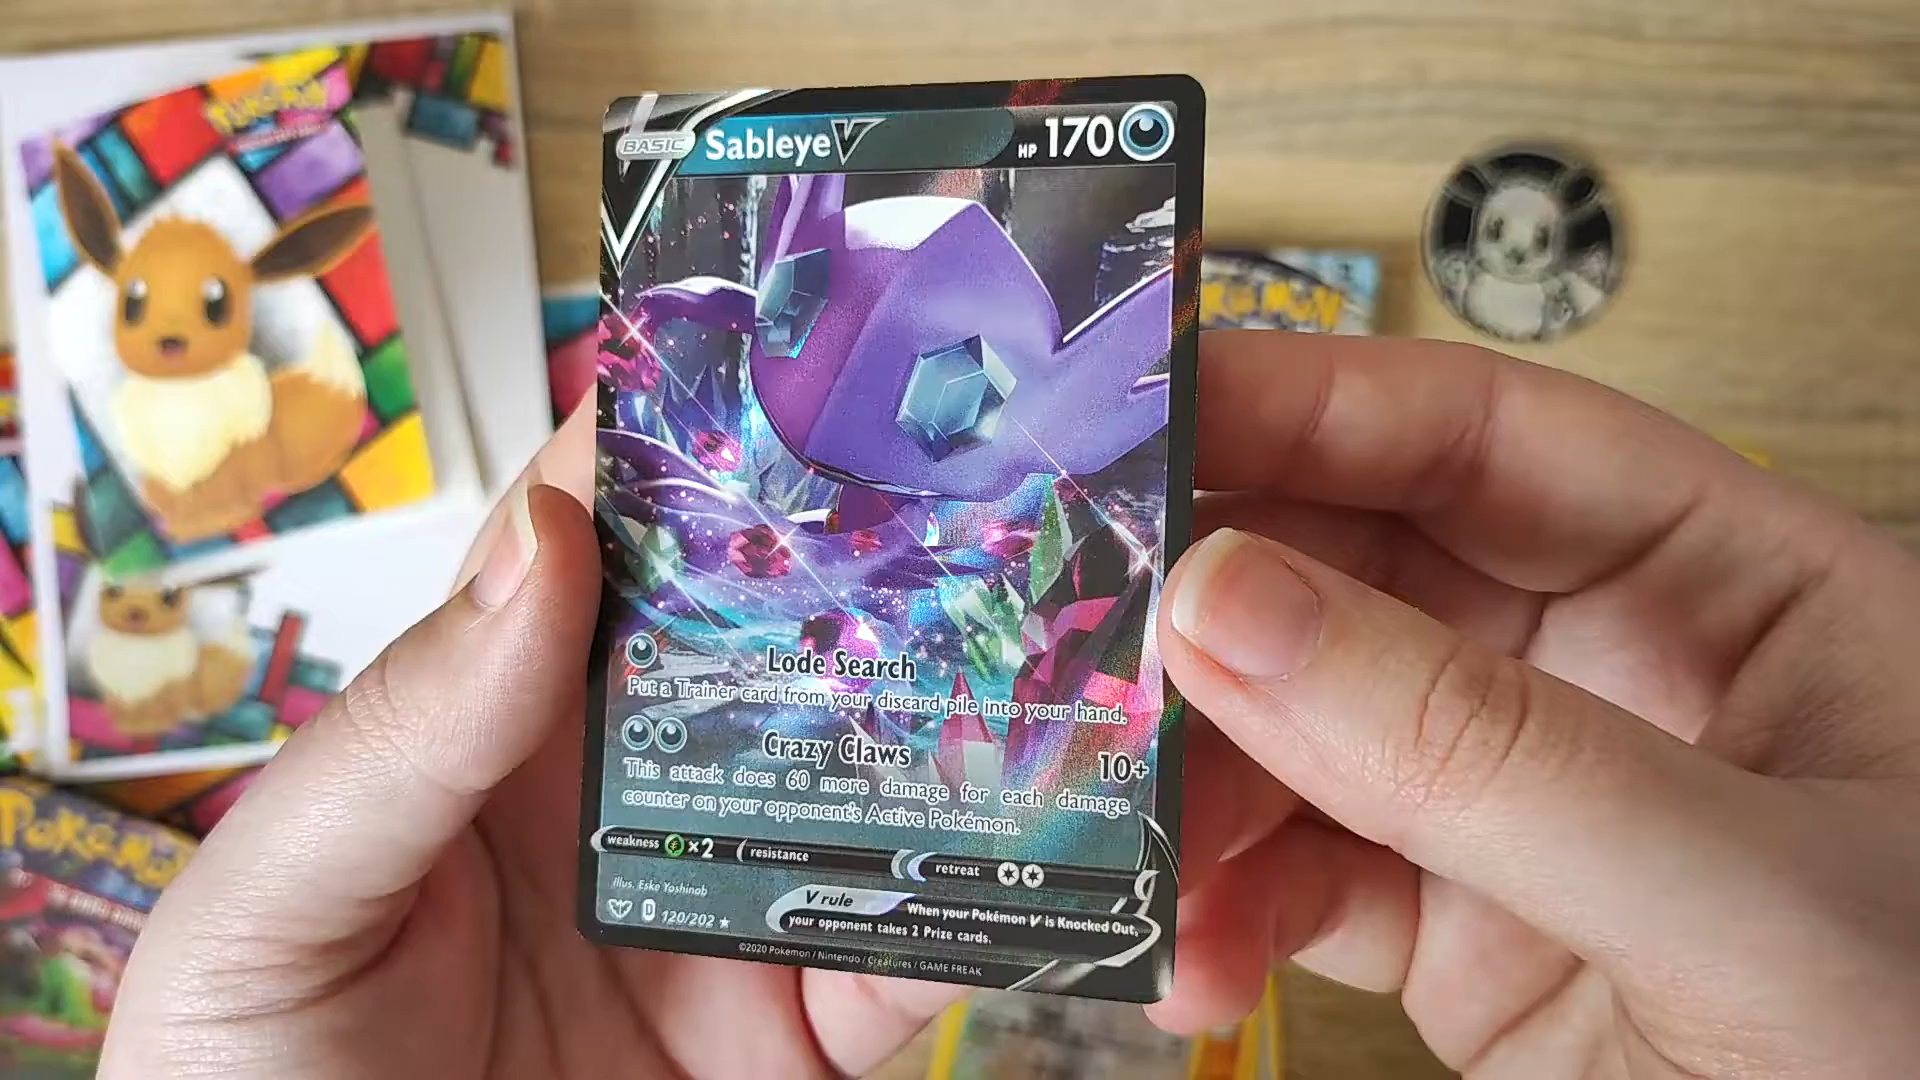 POKÉMON
BASIC
Sableye V
HP 170
POKÉMON
Lode Search
Put a Trainer card from your discard pile into your hand.
Crazy Claws 10+
This attack does 60 more damage for each damage
counter on your opponent's Active Pokémon.
weakness ×2 resistance retreat
Illus. Eske Yoshinob
D 120/202
V rule
When your Pokémon V is Knocked Out,
your opponent takes 2 Prize cards.
©2020 Pokémon / Nintendo / Creatures / GAME FREAK
POKÉMON